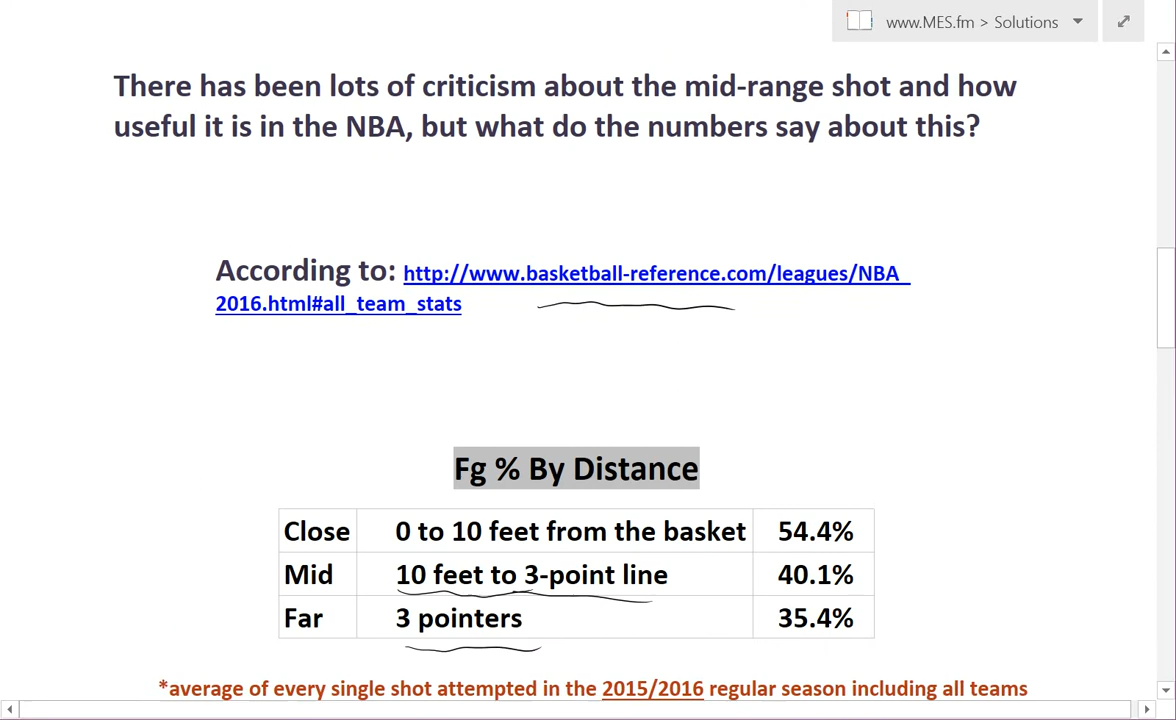 www.MES.fm > Solutions
There has been lots of criticism about the mid-range shot and how
useful it is in the NBA, but what do the numbers say about this?
According to: http://www.basketball-reference.com/leagues/NBA_
2016.html#all_team_stats
Fg % By Distance
Close 0 to 10 feet from the basket 54.4%
Mid 10 feet to 3-point line 40.1%
Far 3 pointers 35.4%
*average of every single shot attempted in the 2015/2016 regular season including all teams